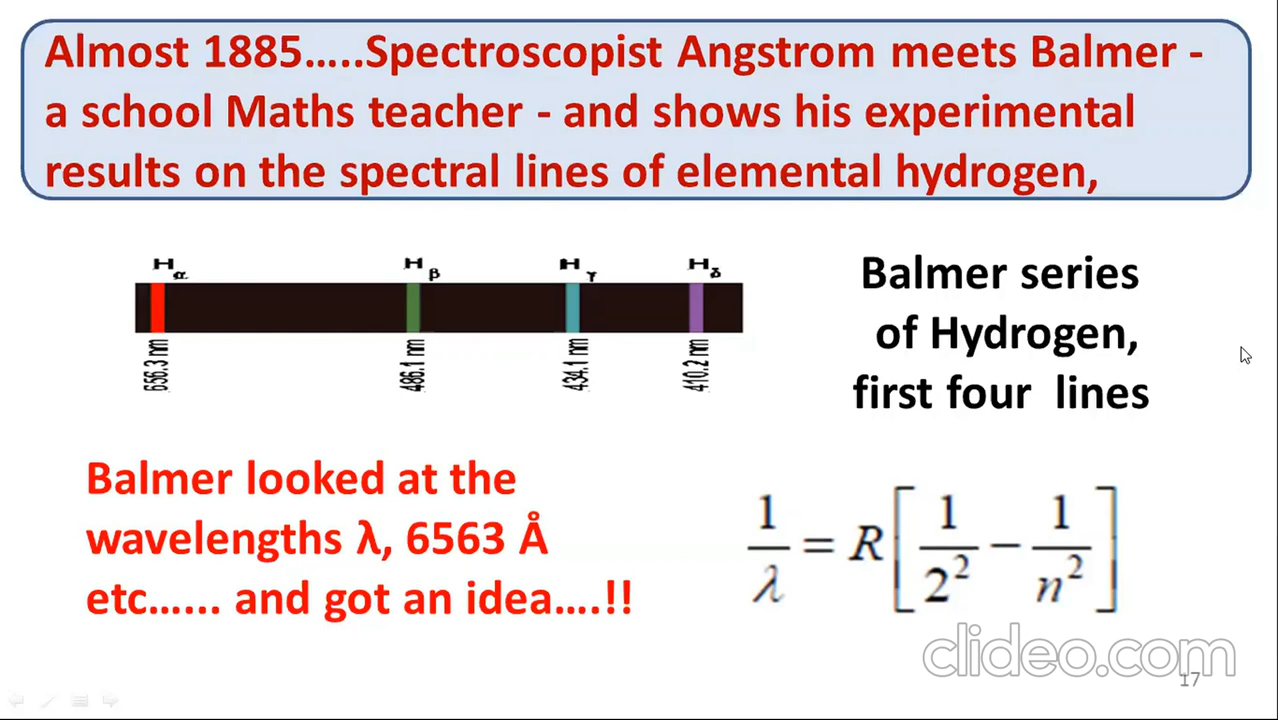 Almost 1885.....Spectroscopist Angstrom meets Balmer -
a school Maths teacher - and shows his experimental
results on the spectral lines of elemental hydrogen,
Hα Hβ Hγ Hδ
656.3 nm 486.1 nm 434.1 nm 410.2 nm
Balmer series
of Hydrogen,
first four lines
Balmer looked at the
wavelengths λ, 6563 Å
etc...... and got an idea....!!
1/λ = R[1/2² − 1/n²]
clideo.com
17